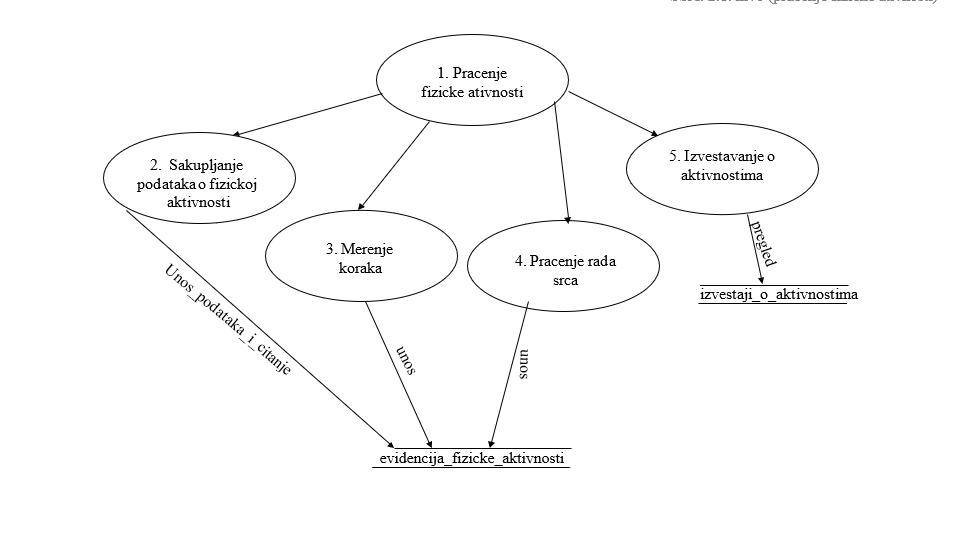 1. Pracenje
fizicke ativnosti
2. Sakupljanje
podataka o fizickoj
aktivnosti
5. Izvestavanje o
aktivnostima
3. Merenje
koraka
4. Pracenje rada
srca
pregled
izvestaji_o_aktivnostima
Unos_podataka_i_citanje
unos
unos
evidencija_fizicke_aktivnosti